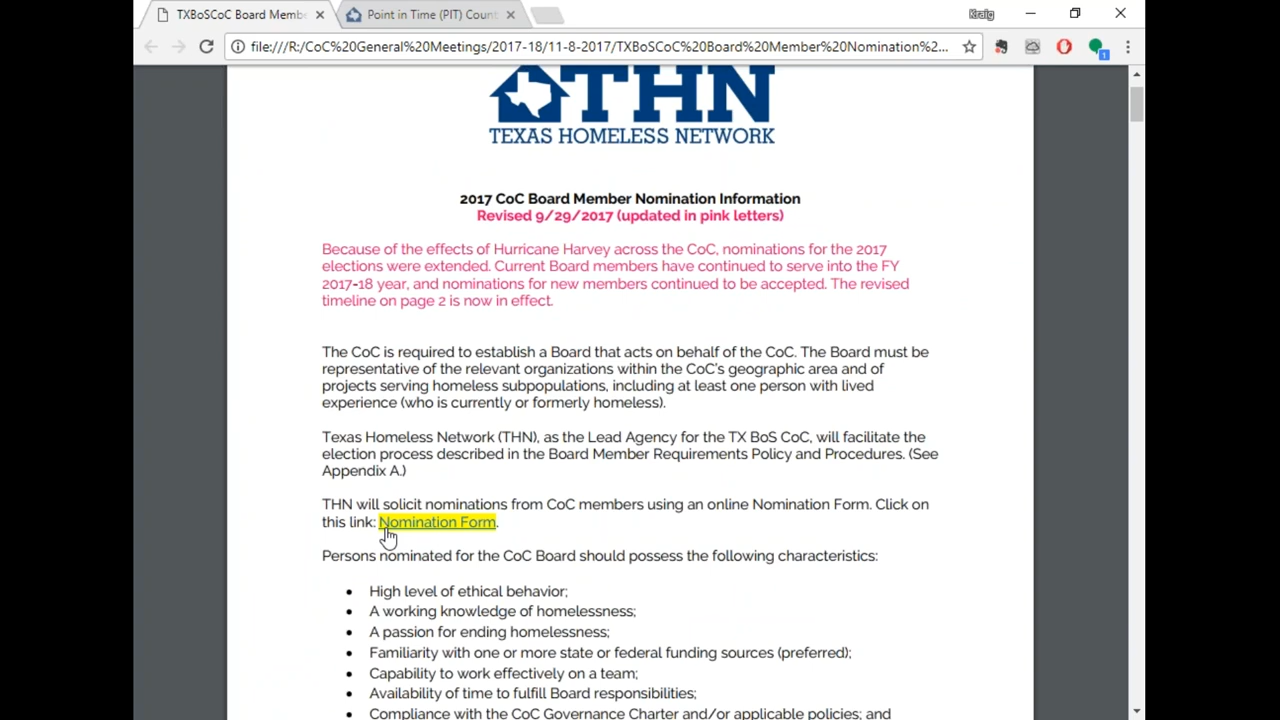 TXBoSCoC Board Membe
Point in Time (PIT) Coun
Kraig
file:///R:/CoC%20General%20Meetings/2017-18/11-8-2017/TXBoSCoC%20Board%20Member%20Nomination%2...
1
THN
TEXAS HOMELESS NETWORK
2017 CoC Board Member Nomination Information
Revised 9/29/2017 (updated in pink letters)
Because of the effects of Hurricane Harvey across the CoC, nominations for the 2017
elections were extended. Current Board members have continued to serve into the FY
2017-18 year, and nominations for new members continued to be accepted. The revised
timeline on page 2 is now in effect.
The CoC is required to establish a Board that acts on behalf of the CoC. The Board must be
representative of the relevant organizations within the CoC's geographic area and of
projects serving homeless subpopulations, including at least one person with lived
experience (who is currently or formerly homeless).
Texas Homeless Network (THN), as the Lead Agency for the TX BoS CoC, will facilitate the
election process described in the Board Member Requirements Policy and Procedures. (See
Appendix A.)
THN will solicit nominations from CoC members using an online Nomination Form. Click on
this link: Nomination Form.
Persons nominated for the CoC Board should possess the following characteristics:
• High level of ethical behavior;
• A working knowledge of homelessness;
• A passion for ending homelessness;
• Familiarity with one or more state or federal funding sources (preferred);
• Capability to work effectively on a team;
• Availability of time to fulfill Board responsibilities;
• Compliance with the CoC Governance Charter and/or applicable policies; and